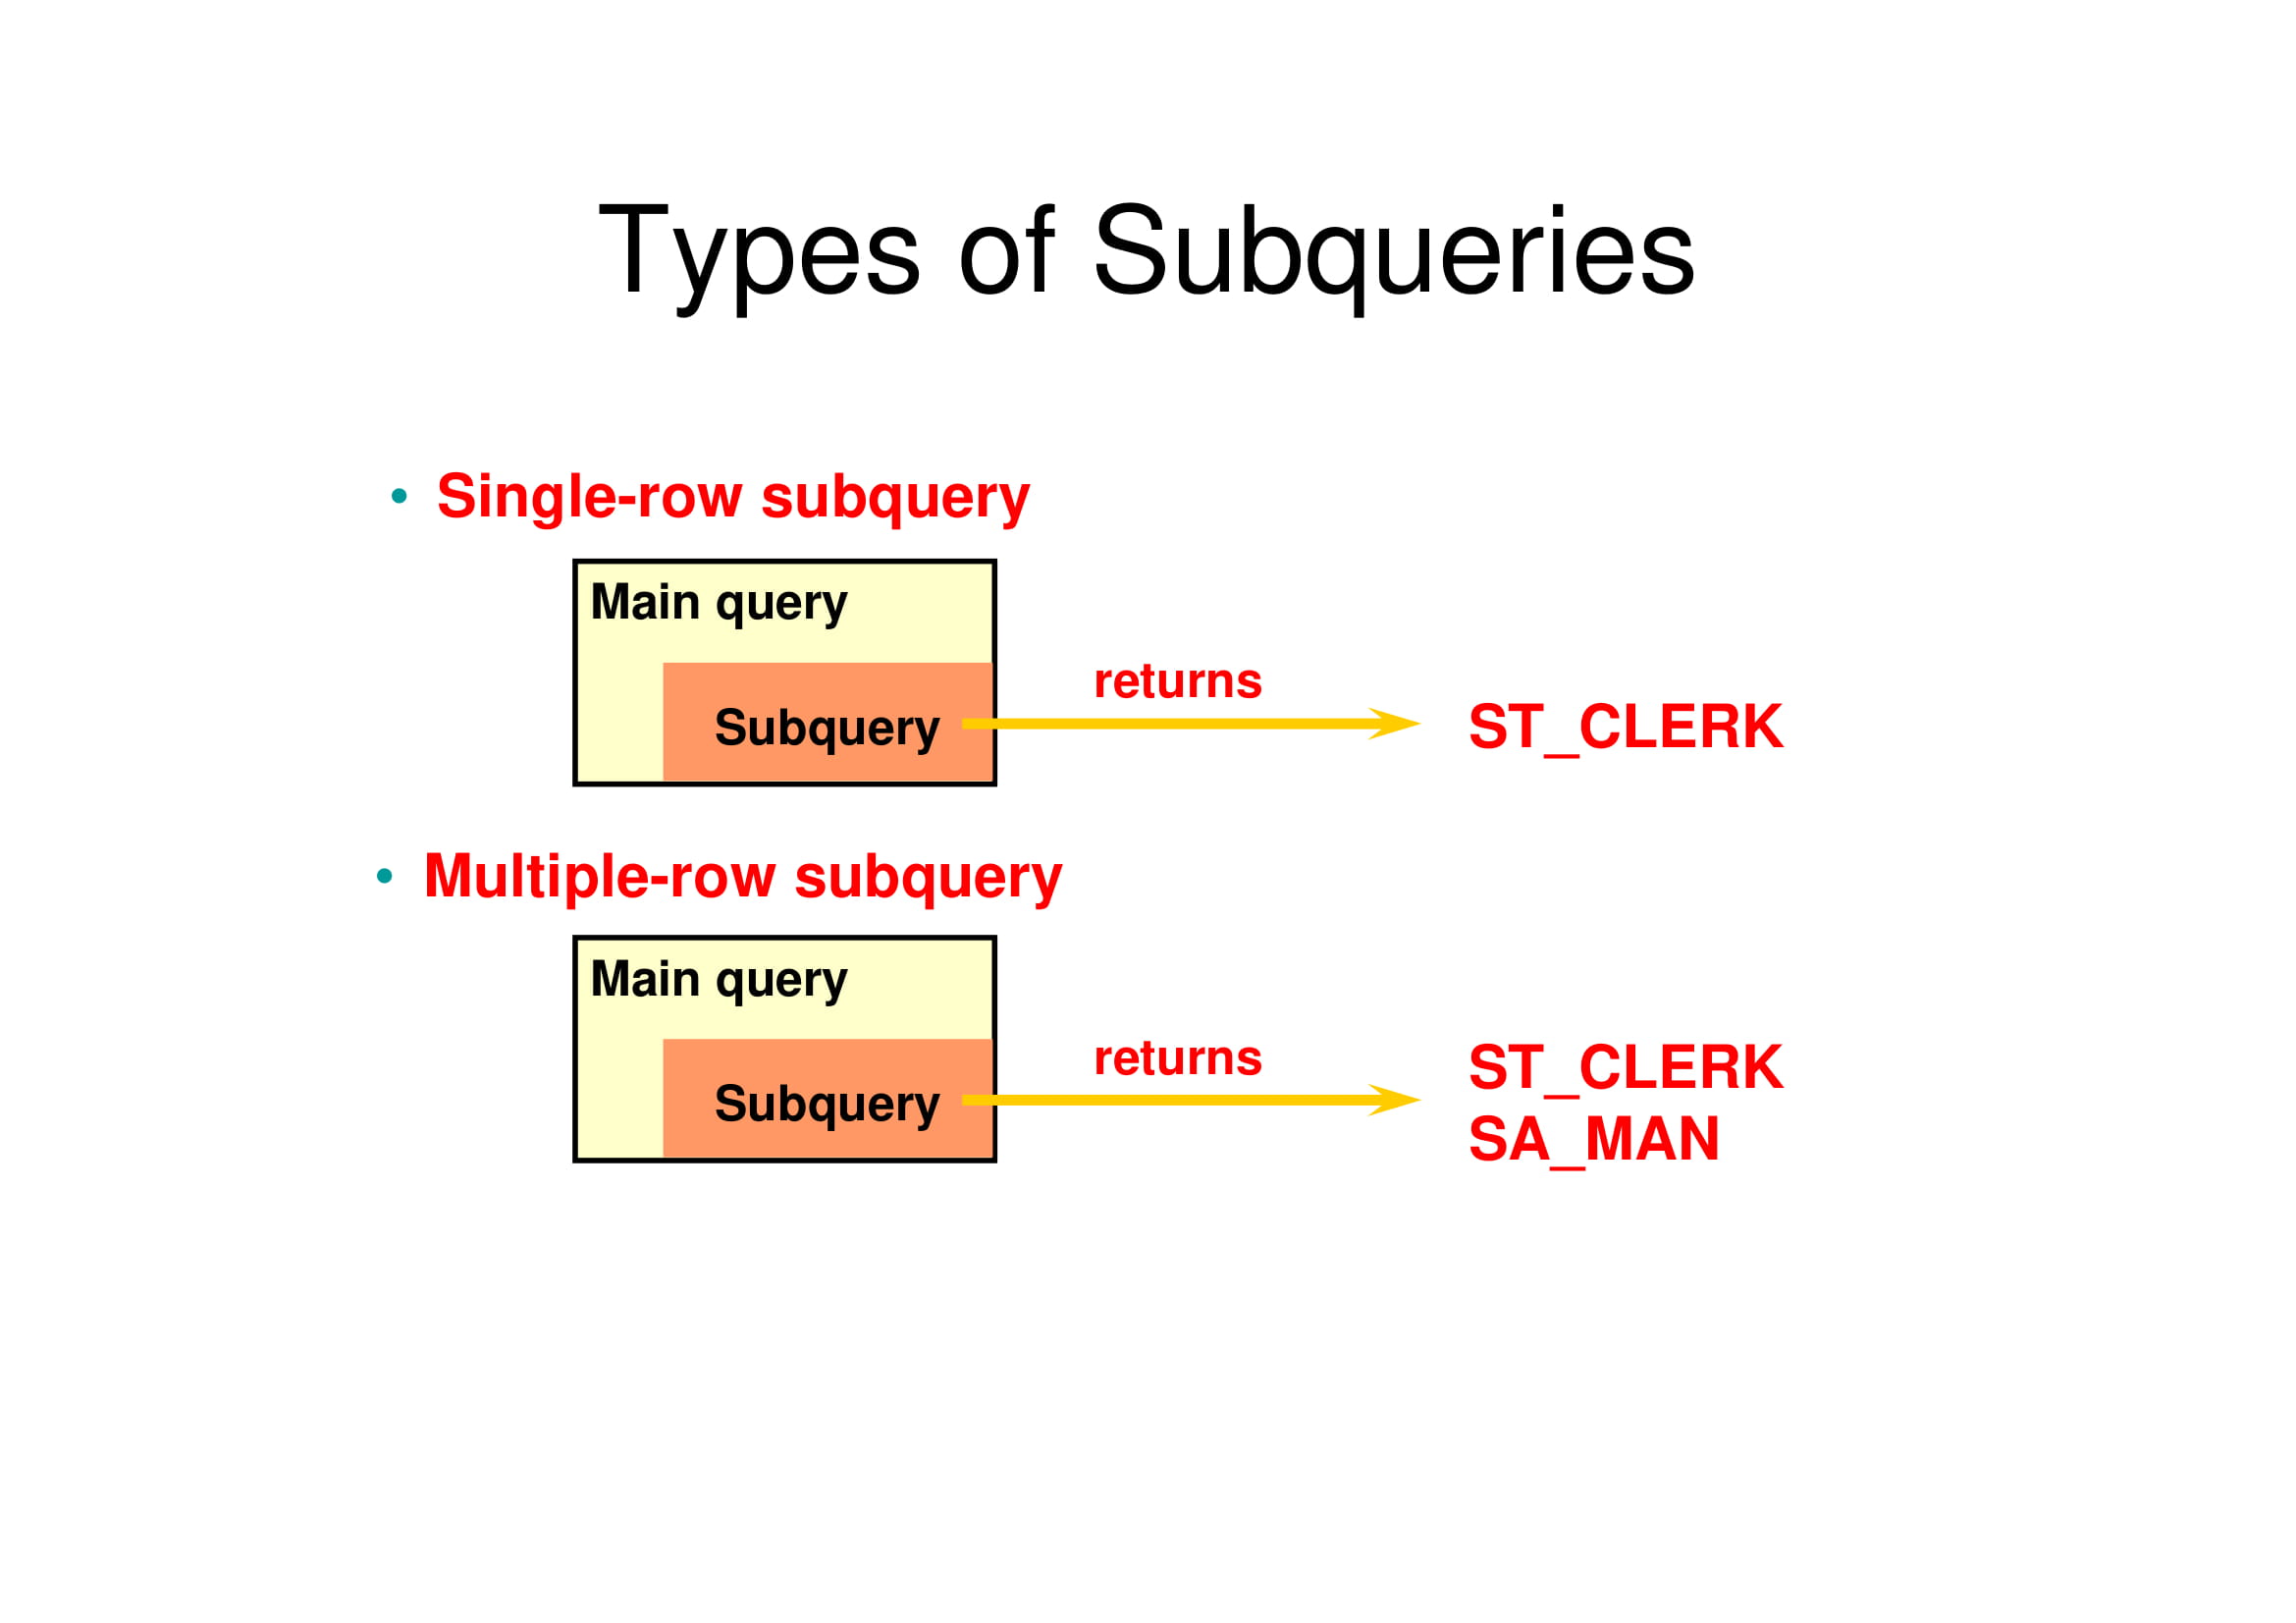 Types of Subqueries
• Single-row subquery
Main query
returns
Subquery
ST_CLERK
• Multiple-row subquery
Main query
returns
Subquery
ST_CLERK
SA_MAN